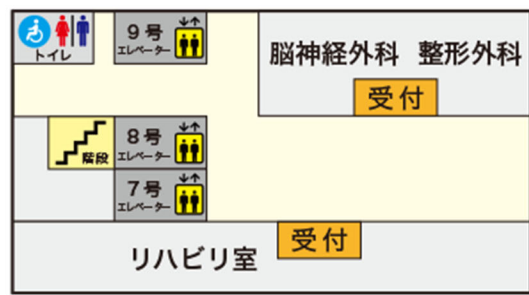 トイレ
9号
エレベーター
脳神経外科 整形外科
受付
階段
8号
エレベーター
7号
エレベーター
リハビリ室
受付